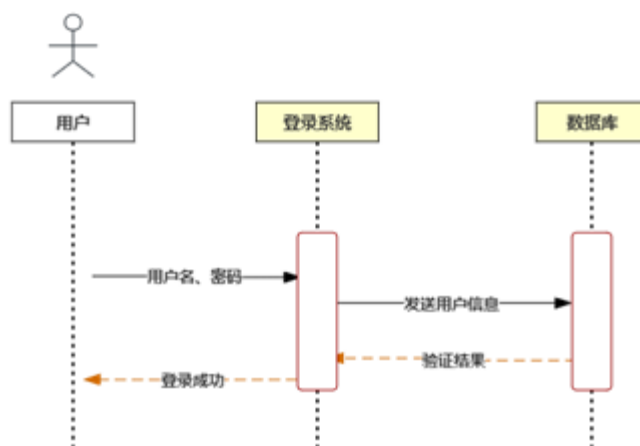 用户
登录系统
数据库
用户名、密码
发送用户信息
验证结果
登录成功